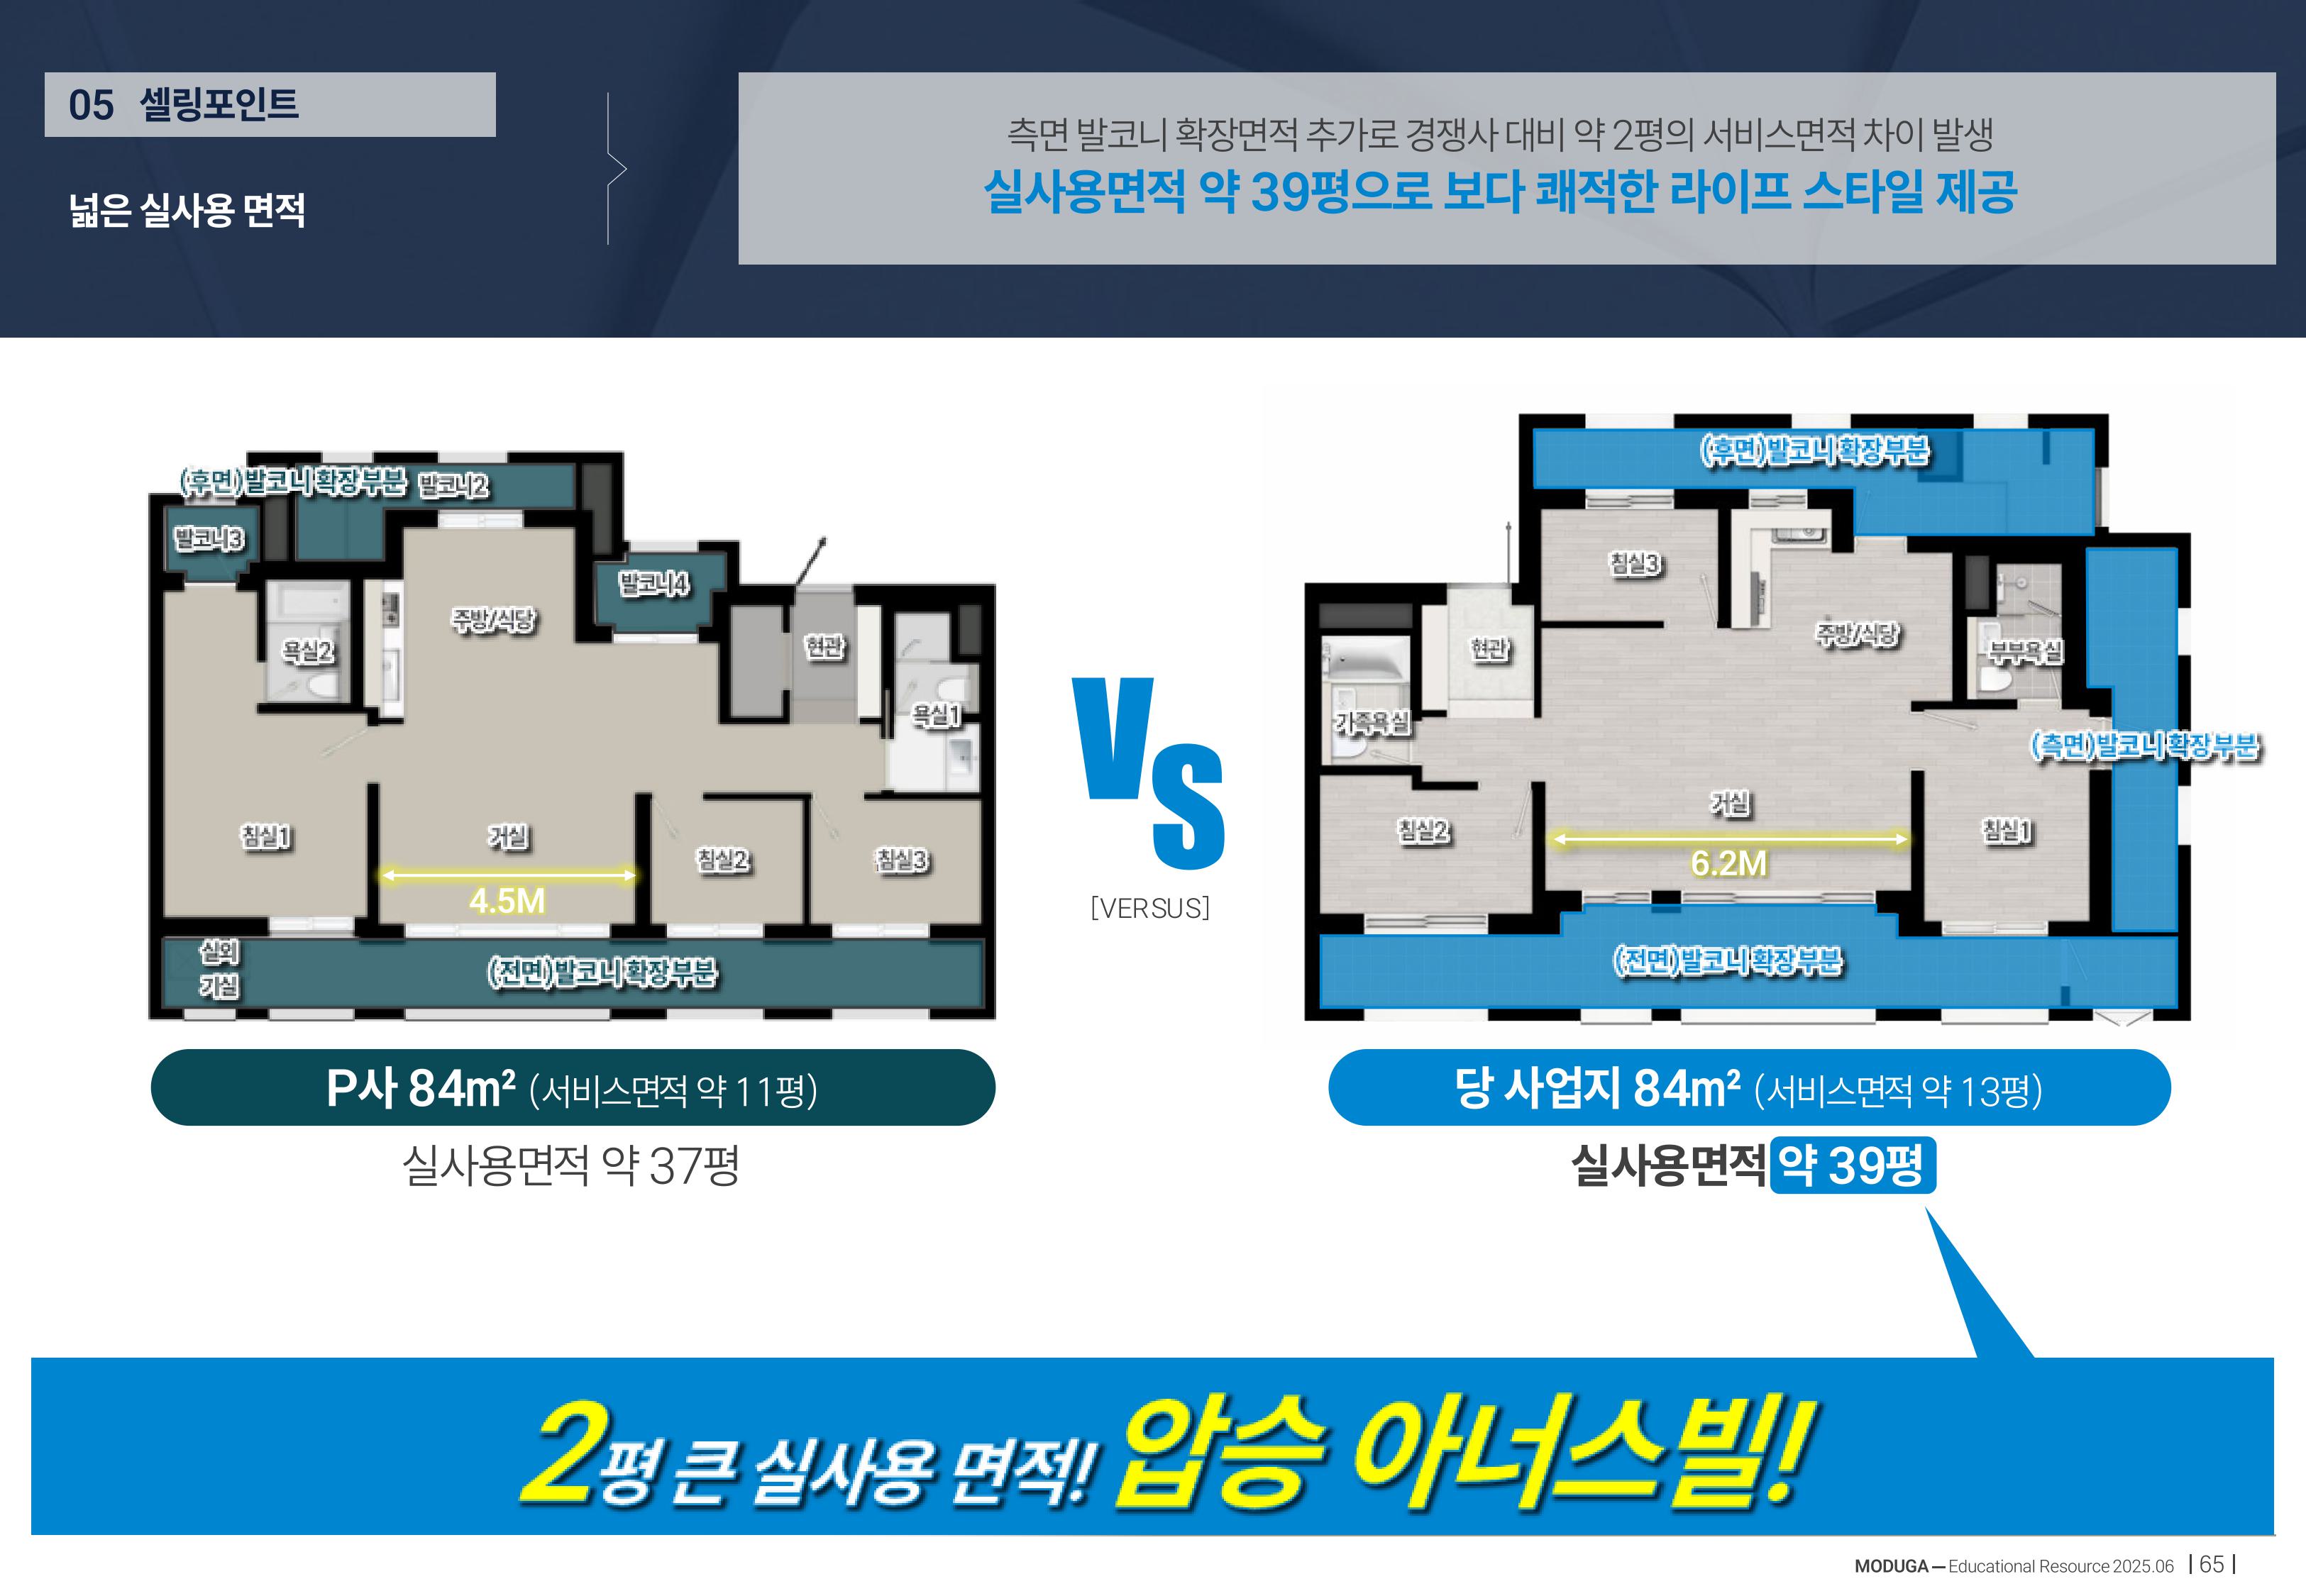 05 셀링포인트
넓은 실사용 면적
측면 발코니 확장면적 추가로 경쟁사 대비 약 2평의 서비스면적 차이 발생
실사용면적 약 39평으로 보다 쾌적한 라이프 스타일 제공
(후면)발코니 확장 부분
발코니2
발코니3
발코니4
욕실2
주방/식당
현관
욕실1
침실1
거실
4.5M
침실2
침실3
실외
기실
(전면)발코니 확장 부분
P사 84m² (서비스면적 약 11평)
실사용면적 약 37평
VS
[VERSUS]
(후면)발코니 확장 부분
침실3
주방/식당
현관
부부욕실
가족욕실
(측면)발코니 확장 부분
거실
6.2M
침실2
침실1
(전면)발코니 확장 부분
당 사업지 84m² (서비스면적 약 13평)
실사용면적 약 39평
2평 큰 실사용 면적! 압승 아너스빌!
MODUGA — Educational Resource 2025.06 | 65 |